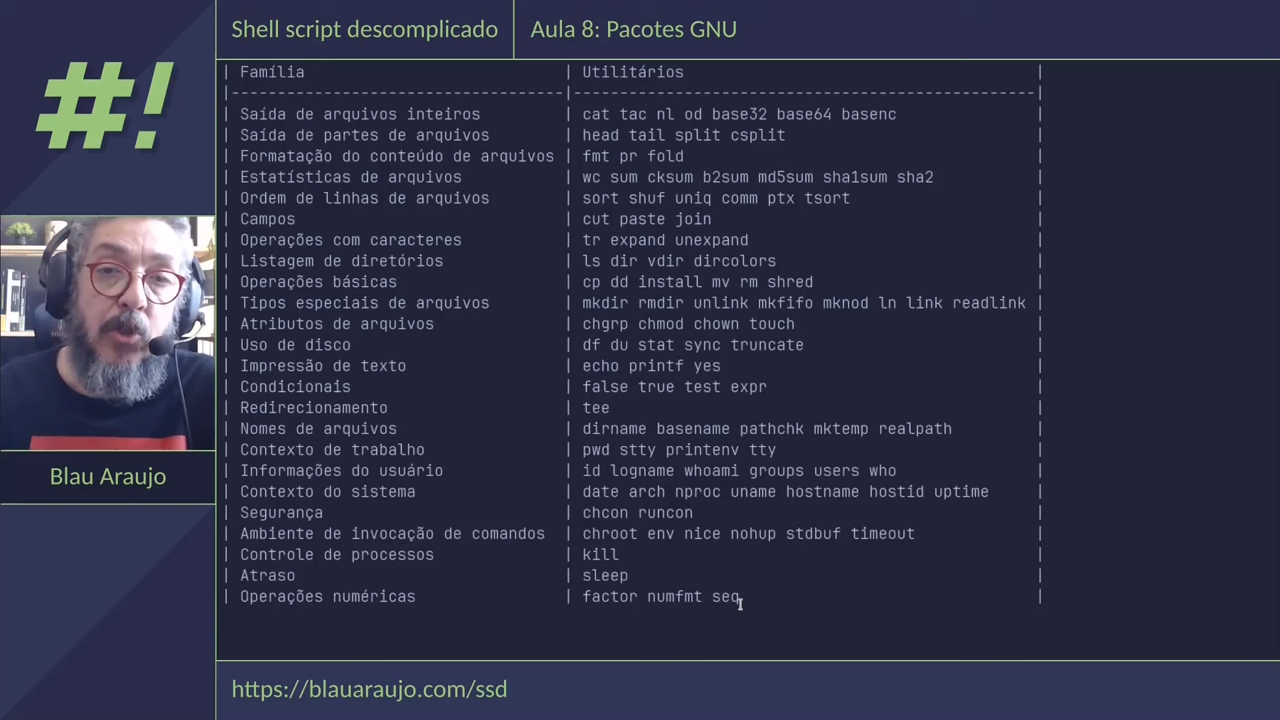 Shell script descomplicado
Aula 8: Pacotes GNU
#!
| Família | Utilitários |
|------------------------------------|--------------------------------------------------|
| Saída de arquivos inteiros | cat tac nl od base32 base64 basenc |
| Saída de partes de arquivos | head tail split csplit |
| Formatação do conteúdo de arquivos | fmt pr fold |
| Estatísticas de arquivos | wc sum cksum b2sum md5sum sha1sum sha2 |
| Ordem de linhas de arquivos | sort shuf uniq comm ptx tsort |
| Campos | cut paste join |
| Operações com caracteres | tr expand unexpand |
| Listagem de diretórios | ls dir vdir dircolors |
| Operações básicas | cp dd install mv rm shred |
| Tipos especiais de arquivos | mkdir rmdir unlink mkfifo mknod ln link readlink |
| Atributos de arquivos | chgrp chmod chown touch |
| Uso de disco | df du stat sync truncate |
| Impressão de texto | echo printf yes |
| Condicionais | false true test expr |
| Redirecionamento | tee |
| Nomes de arquivos | dirname basename pathchk mktemp realpath |
| Contexto de trabalho | pwd stty printenv tty |
| Informações do usuário | id logname whoami groups users who |
| Contexto do sistema | date arch nproc uname hostname hostid uptime |
| Segurança | chcon runcon |
| Ambiente de invocação de comandos | chroot env nice nohup stdbuf timeout |
| Controle de processos | kill |
| Atraso | sleep |
| Operações numéricas | factor numfmt seq |
Blau Araujo
https://blauaraujo.com/ssd